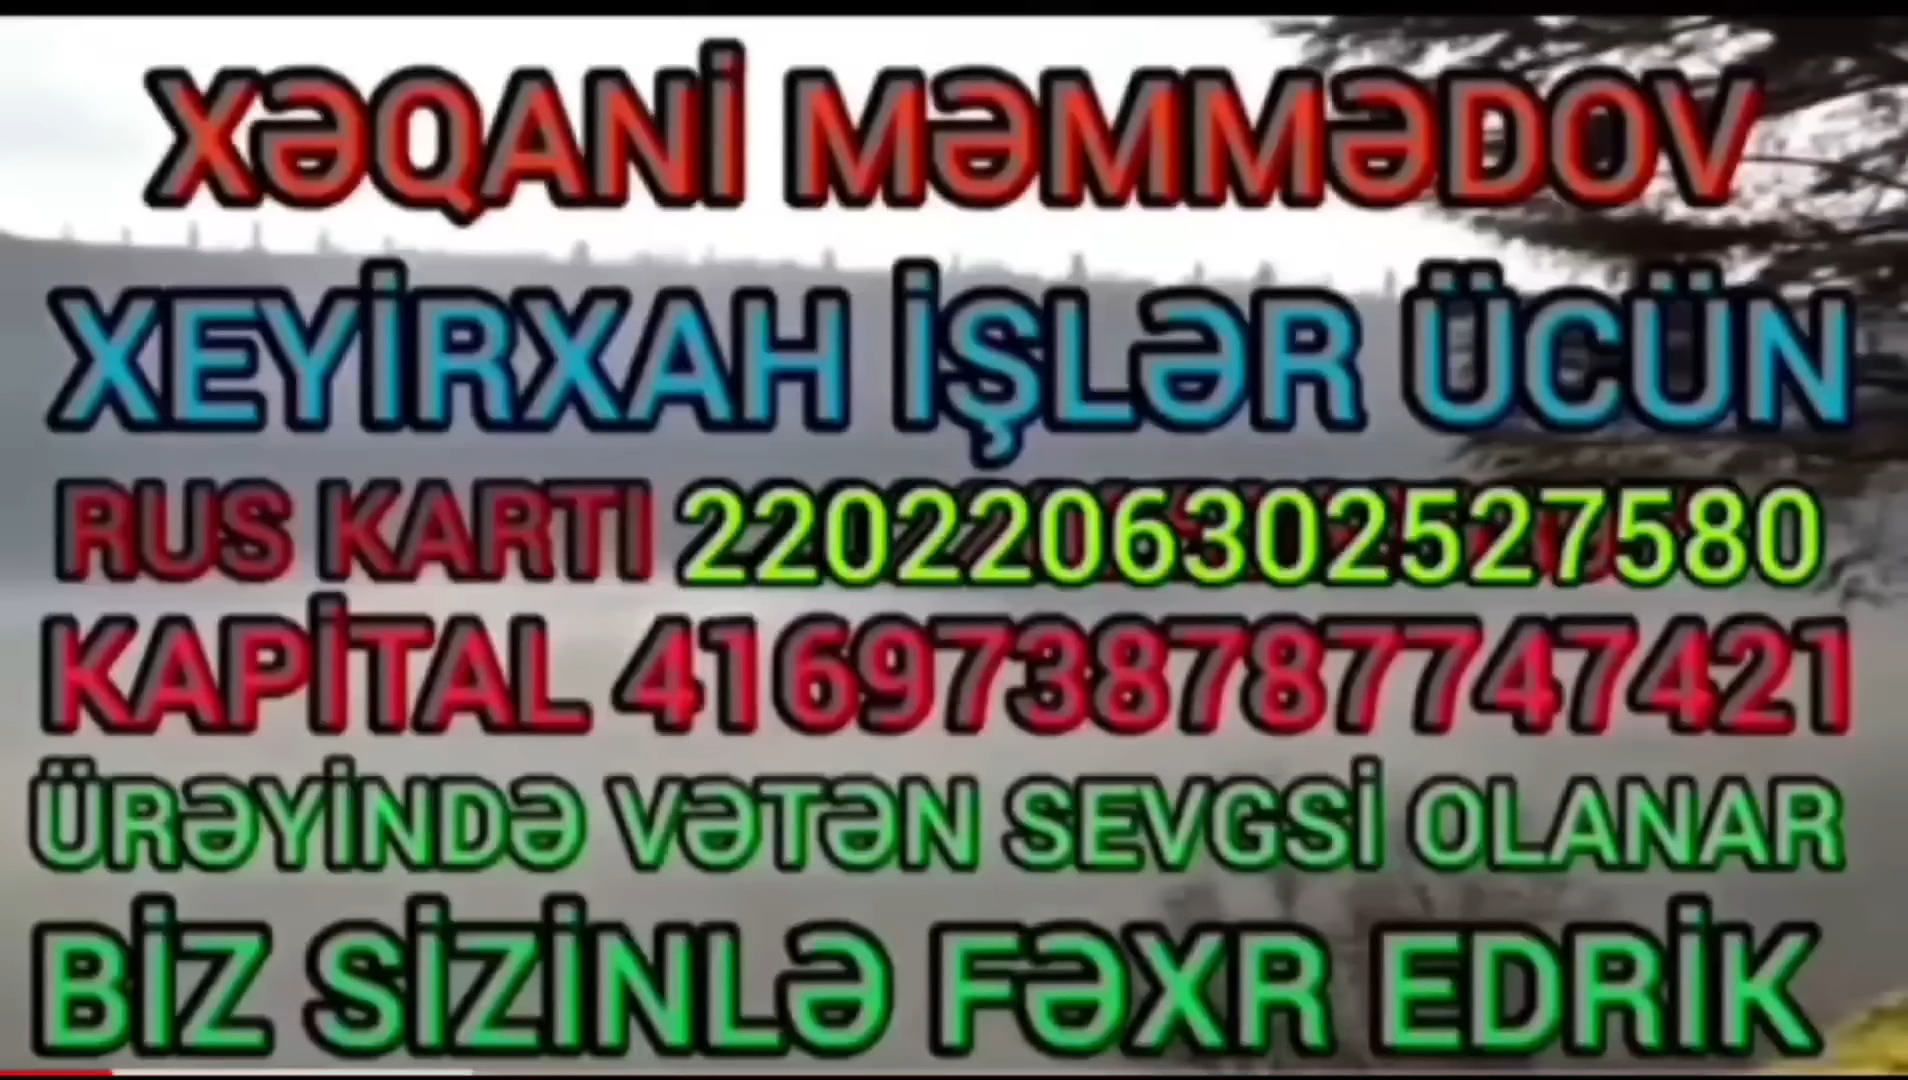 XƏQANİ MƏMMƏDOV
XEYİRXAH İŞLƏR ÜCÜN
RUS KARTI 2202206302527580
KAPİTAL 4169738787747421
ÜRƏYİNDƏ VƏTƏN SEVGSİ OLANAR
BİZ SİZİNLƏ FƏXR EDRİK